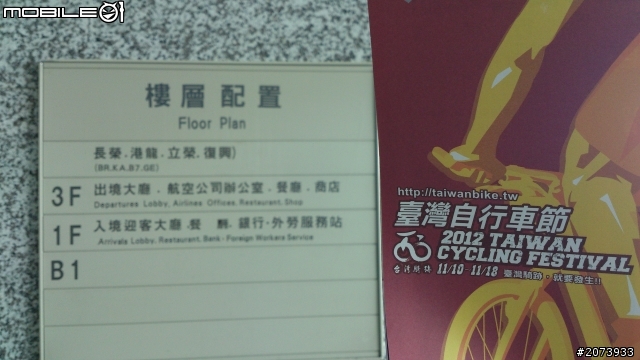 MOBILE01
樓層配置
Floor Plan
長榮.港龍.立榮.復興)
(BR.KA.B7.GE)
3F 出境大廳.航空公司辦公室.餐廳.商店
Departures Lobby, Airlines Offices, Restaurant, Shop
1F 入境迎客大廳.餐 廳.銀行.外勞服務站
Arrivals Lobby, Restaurant, Bank, Foreign Workers Service
B1
http://taiwanbike.tw
臺灣自行車節
2012 TAIWAN
CYCLING FESTIVAL
台灣騎跡 11/10 - 11/18 臺灣騎跡,就要發生!!
#2073933